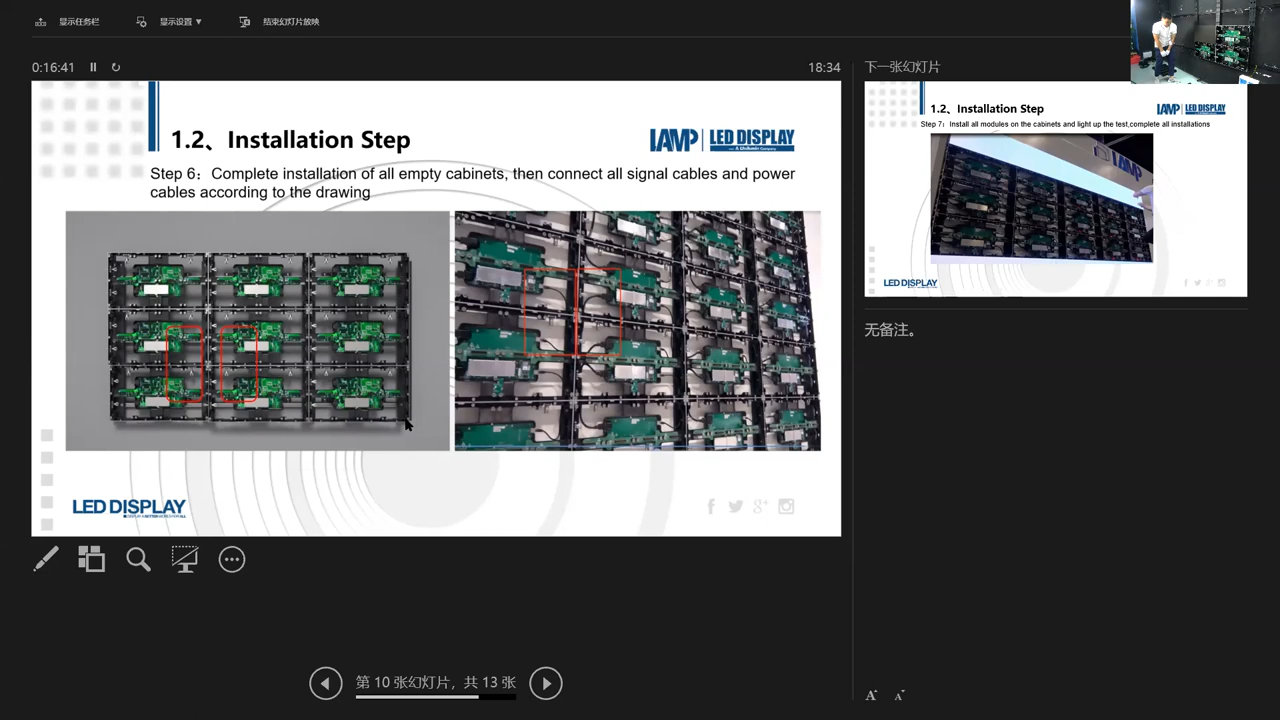 显示任务栏
显示设置 ▼
结束幻灯片放映
0:16:41
18:34
1.2、Installation Step
LAMP LED DISPLAY
Step 6：Complete installation of all empty cabinets, then connect all signal cables and power
cables according to the drawing
LED DISPLAY
第 10 张幻灯片，共 13 张
下一张幻灯片
1.2、Installation Step
LAMP LED DISPLAY
Step 7：Install all modules on the cabinets and light up the test,complete all installations
LED DISPLAY
无备注。